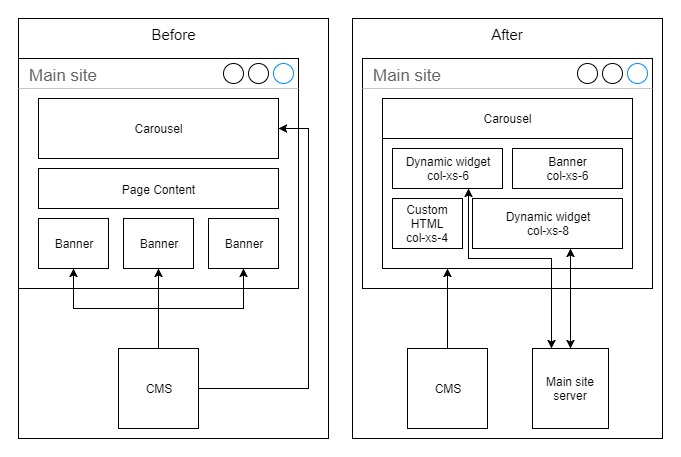 Before
Main site
Carousel
Page Content
Banner
Banner
Banner
CMS
After
Main site
Carousel
Dynamic widget
col-xs-6
Banner
col-xs-6
Custom
HTML
col-xs-4
Dynamic widget
col-xs-8
CMS
Main site
server